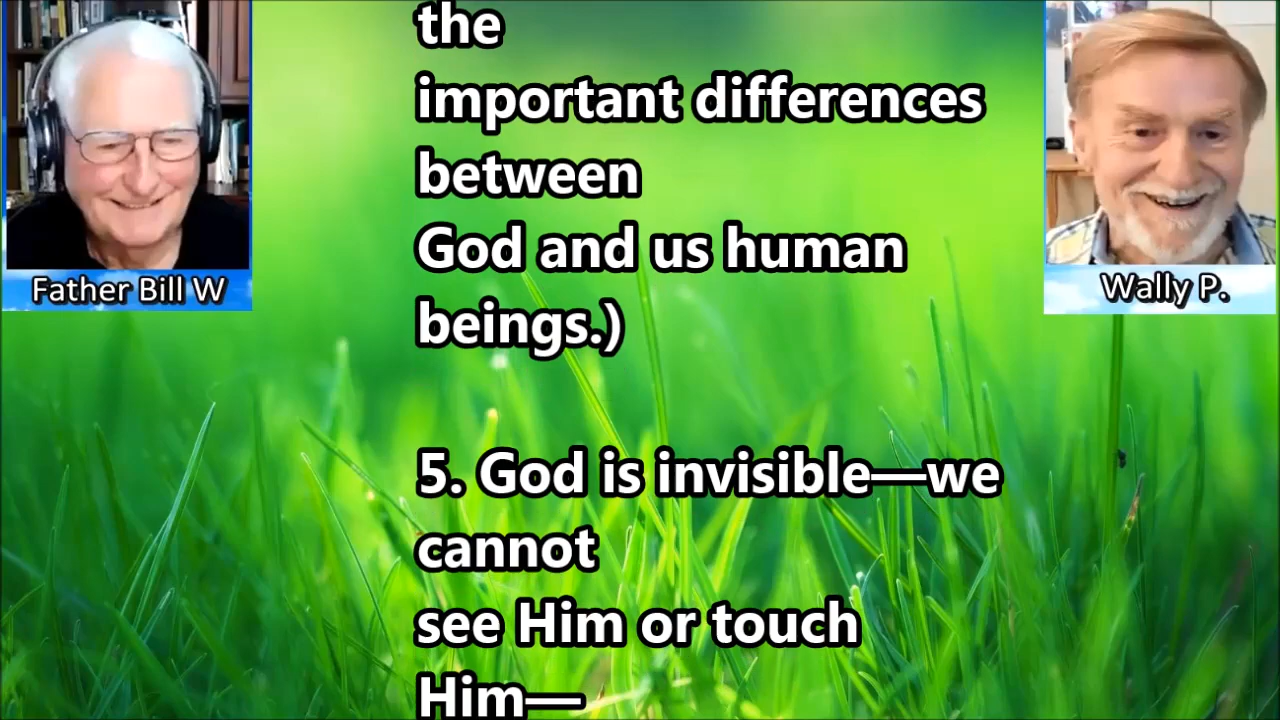 the
important differences
between
God and us human
beings.)
5. God is invisible—we
cannot
see Him or touch
Him—
Father Bill W
Wally P.